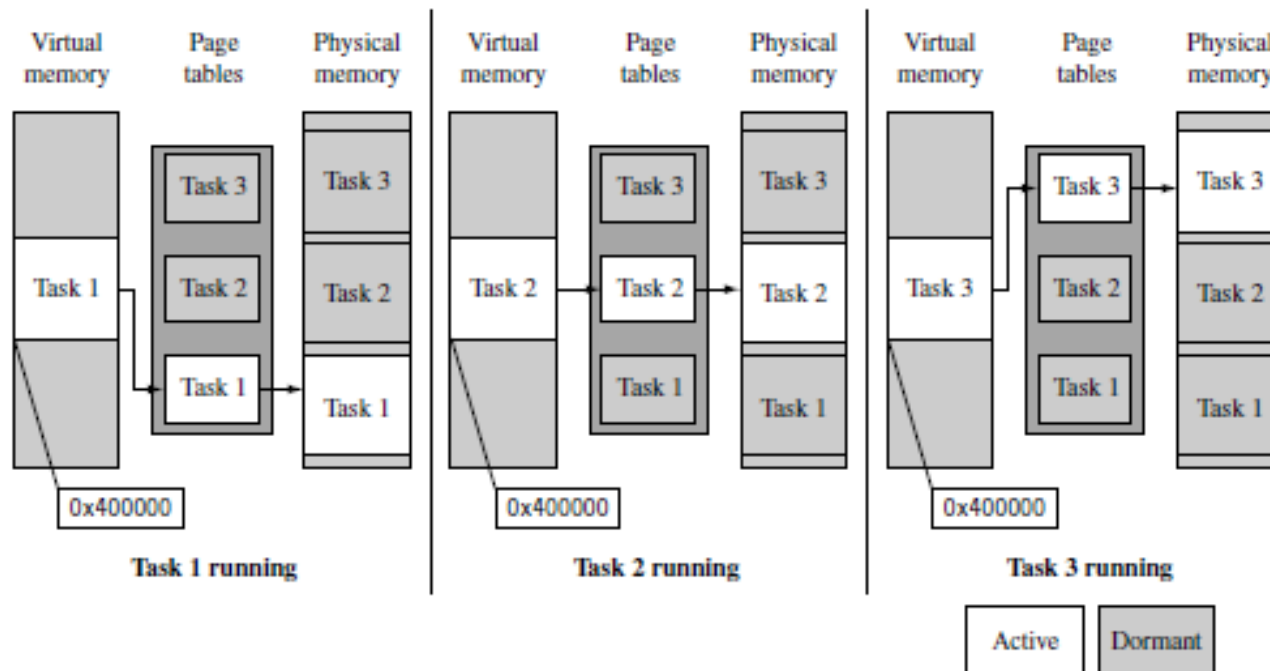 Virtual memory
Page tables
Physical memory
Task 3
Task 3
Task 1
Task 2
Task 2
Task 1
Task 1
0x400000
Task 1 running
Virtual memory
Page tables
Physical memory
Task 3
Task 3
Task 2
Task 2
Task 2
Task 1
Task 1
0x400000
Task 2 running
Virtual memory
Page tables
Physical memory
Task 3
Task 3
Task 3
Task 2
Task 2
Task 1
Task 1
0x400000
Task 3 running
Active
Dormant